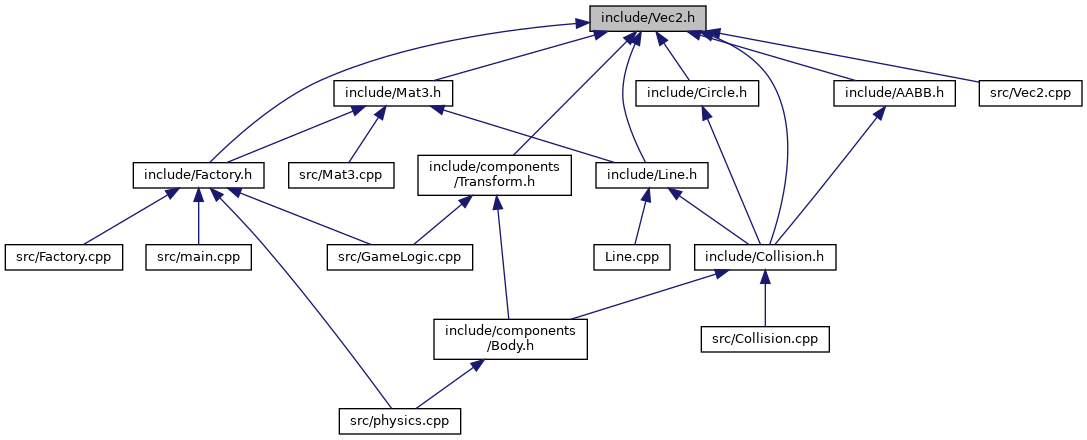 include/Vec2.h
include/Mat3.h
include/Circle.h
include/AABB.h
src/Vec2.cpp
include/Factory.h
src/Mat3.cpp
include/components
/Transform.h
include/Line.h
src/Factory.cpp
src/main.cpp
src/GameLogic.cpp
Line.cpp
include/Collision.h
include/components
/Body.h
src/Collision.cpp
src/physics.cpp